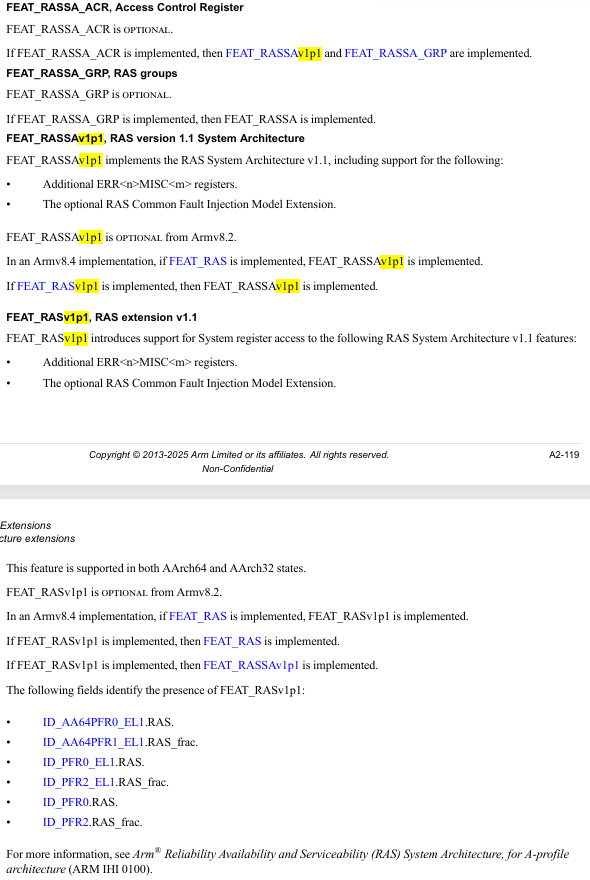 FEAT_RASSA_ACR, Access Control Register
FEAT_RASSA_ACR is OPTIONAL.
If FEAT_RASSA_ACR is implemented, then FEAT_RASSAv1p1 and FEAT_RASSA_GRP are implemented.
FEAT_RASSA_GRP, RAS groups
FEAT_RASSA_GRP is OPTIONAL.
If FEAT_RASSA_GRP is implemented, then FEAT_RASSA is implemented.
FEAT_RASSAv1p1, RAS version 1.1 System Architecture
FEAT_RASSAv1p1 implements the RAS System Architecture v1.1, including support for the following:
• Additional ERR<n>MISC<m> registers.
• The optional RAS Common Fault Injection Model Extension.
FEAT_RASSAv1p1 is OPTIONAL from Armv8.2.
In an Armv8.4 implementation, if FEAT_RAS is implemented, FEAT_RASSAv1p1 is implemented.
If FEAT_RASv1p1 is implemented, then FEAT_RASSAv1p1 is implemented.
FEAT_RASv1p1, RAS extension v1.1
FEAT_RASv1p1 introduces support for System register access to the following RAS System Architecture v1.1 features:
• Additional ERR<n>MISC<m> registers.
• The optional RAS Common Fault Injection Model Extension.
Copyright © 2013-2025 Arm Limited or its affiliates. All rights reserved. A2-119
Non-Confidential
Extensions
cture extensions
This feature is supported in both AArch64 and AArch32 states.
FEAT_RASv1p1 is OPTIONAL from Armv8.2.
In an Armv8.4 implementation, if FEAT_RAS is implemented, FEAT_RASv1p1 is implemented.
If FEAT_RASv1p1 is implemented, then FEAT_RAS is implemented.
If FEAT_RASv1p1 is implemented, then FEAT_RASSAv1p1 is implemented.
The following fields identify the presence of FEAT_RASv1p1:
• ID_AA64PFR0_EL1.RAS.
• ID_AA64PFR1_EL1.RAS_frac.
• ID_PFR0_EL1.RAS.
• ID_PFR2_EL1.RAS_frac.
• ID_PFR0.RAS.
• ID_PFR2.RAS_frac.
For more information, see Arm® Reliability Availability and Serviceability (RAS) System Architecture, for A-profile
architecture (ARM IHI 0100).